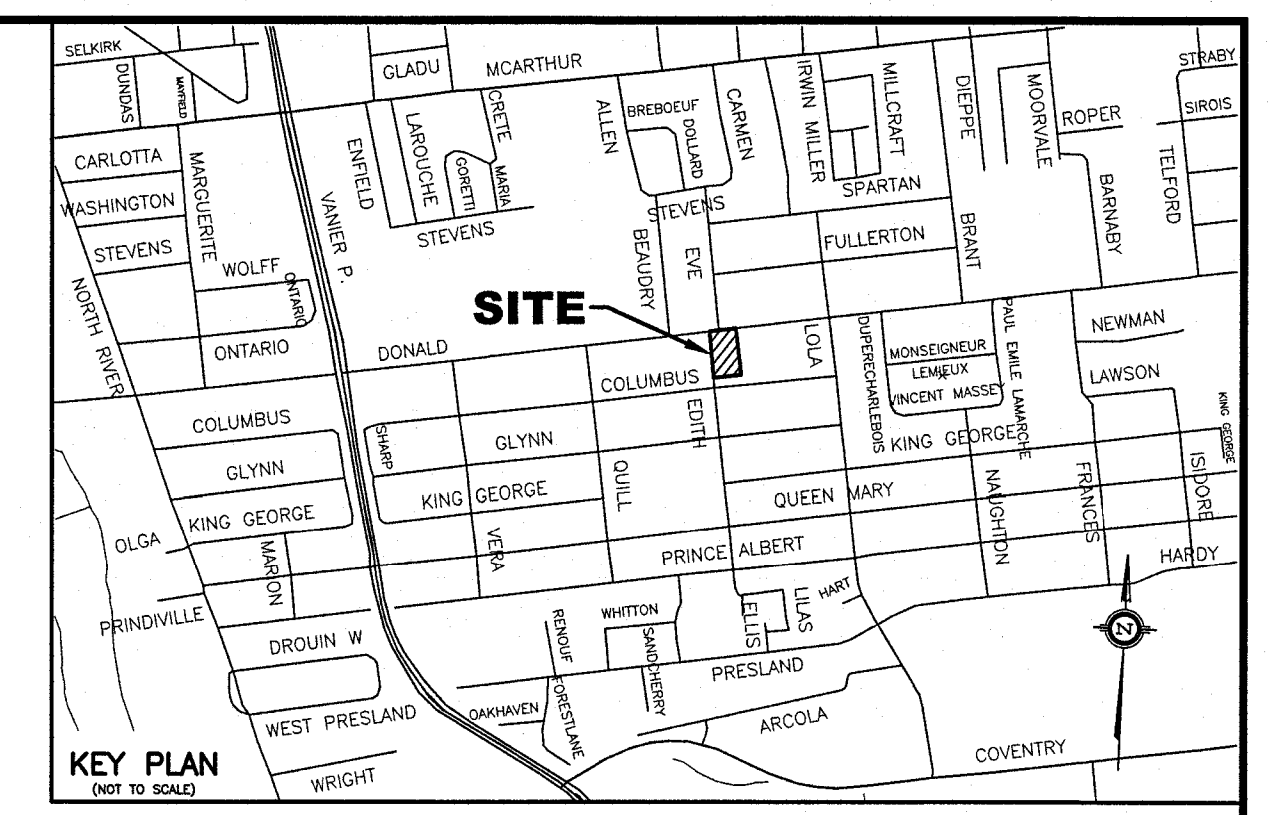 SELKIRK
DUNDAS
MAYFIELD
GLADU
MCARTHUR
STRABY
CARLOTTA
MARGUERITE
WASHINGTON
STEVENS
WOLFF
ONTARIO
ONTARIO
NORTH RIVER
VANIER P.
ENFIELD
LAROUCHE
CRETE
GORETTI
MARIA
STEVENS
ALLEN
BREBOEUF
DOLLARD
CARMEN
STEVENS
BEAUDRY
EVE
IRWIN MILLER
MILLCRAFT
SPARTAN
FULLERTON
DIEPPE
BRANT
MOORVALE
ROPER
BARNABY
TELFORD
SIROIS
SITE
DONALD
COLUMBUS
LOLA
DUPERECHARLEBOIS
MONSEIGNEUR
LEMIEUX
VINCENT MASSEY
PAUL EMILE LAMARCHE
NEWMAN
LAWSON
KING GEORGE
COLUMBUS
GLYNN
KING GEORGE
SHARP
GLYNN
KING GEORGE
QUILL
EDITH
KING GEORGE
QUEEN MARY
NAUGHTON
FRANCES
ISIDORE
OLGA
MARION
VERA
PRINCE ALBERT
HARDY
PRINDIVILLE
DROUIN W
WEST PRESLAND
WRIGHT
RENOUF
WHITTON
SANDCHERRY
ELLIS
LILAS
HART
PRESLAND
OAKHAVEN
FORESTLANE
ARCOLA
COVENTRY
N
KEY PLAN
(NOT TO SCALE)